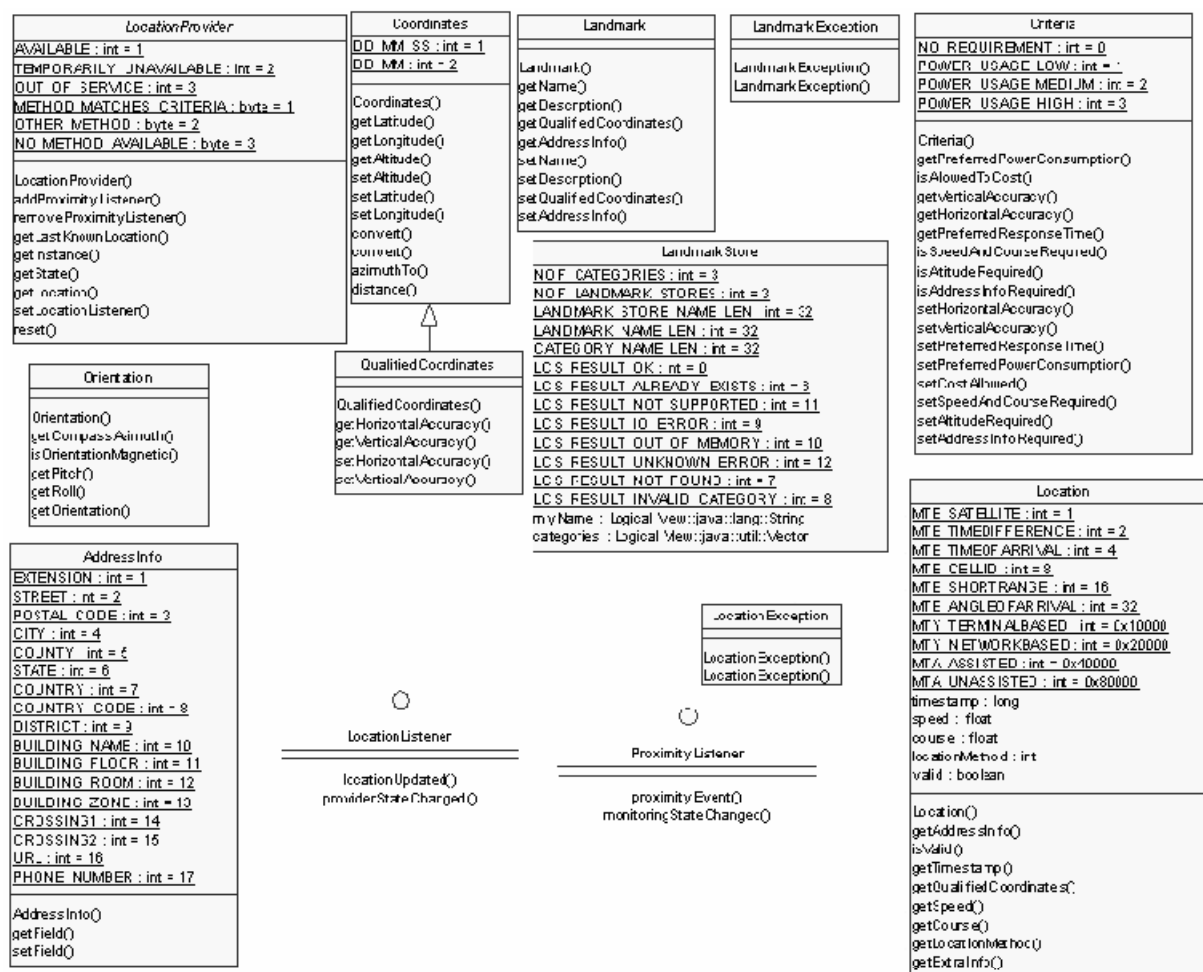 LocationProvider
AVAILABLE : int = 1
TEMPORARILY_UNAVAILABLE : int = 2
OUT_OF_SERVICE : int = 3
METHOD_MATCHES_CRITERIA : byte = 1
OTHER_METHOD : byte = 2
NO_METHOD_AVAILABLE : byte = 3
LocationProvider()
addProximityListener()
removeProximityListener()
getLastKnownLocation()
getInstance()
getState()
getLocation()
setLocationListener()
reset()
Coordinates
DD_MM_SS : int = 1
DD_MM : int = 2
Coordinates()
getLatitude()
getLongitude()
getAltitude()
setAltitude()
setLatitude()
setLongitude()
convert()
convert()
azimuthTo()
distance()
Landmark
Landmark()
getName()
getDescription()
getQualifiedCoordinates()
getAddressInfo()
setName()
setDescription()
setQualifiedCoordinates()
setAddressInfo()
LandmarkException
LandmarkException()
LandmarkException()
Criteria
NO_REQUIREMENT : int = 0
POWER_USAGE_LOW : int = 1
POWER_USAGE_MEDIUM : int = 2
POWER_USAGE_HIGH : int = 3
Criteria()
getPreferredPowerConsumption()
isAllowedToCost()
getVerticalAccuracy()
getHorizontalAccuracy()
getPreferredResponseTime()
isSpeedAndCourseRequired()
isAltitudeRequired()
isAddressInfoRequired()
setHorizontalAccuracy()
setVerticalAccuracy()
setPreferredResponseTime()
setPreferredPowerConsumption()
setCostAllowed()
setSpeedAndCourseRequired()
setAltitudeRequired()
setAddressInfoRequired()
LandmarkStore
NOF_CATEGORIES : int = 3
NOF_LANDMARK_STORES : int = 3
LANDMARK_STORE_NAME_LEN : int = 32
LANDMARK_NAME_LEN : int = 32
CATEGORY_NAME_LEN : int = 32
LCS_RESULT_OK : int = 0
LCS_RESULT_ALREADY_EXISTS : int =
LCS_RESULT_NOT_SUPPORTED : int = 11
LCS_RESULT_IO_ERROR : int = 9
LCS_RESULT_OUT_OF_MEMORY : int = 10
LCS_RESULT_UNKNOWN_ERROR : int = 12
LCS_RESULT_NOT_FOUND : int = 7
LCS_RESULT_INVALID_CATEGORY : int = 8
myName : Logical View::java::lang::String
categories : Logical View::java::util::Vector
QualifiedCoordinates
QualifiedCoordinates()
getHorizontalAccuracy()
getVerticalAccuracy()
setHorizontalAccuracy()
setVerticalAccuracy()
Orientation
Orientation()
getCompassAzimuth()
isOrientationMagnetic()
getPitch()
getRoll()
getOrientation()
AddressInfo
EXTENSION : int = 1
STREET : int = 2
POSTAL_CODE : int = 3
CITY : int = 4
COUNTY : int = 5
STATE : int = 6
COUNTRY : int = 7
COUNTRY_CODE : int = 8
DISTRICT : int = 9
BUILDING_NAME : int = 10
BUILDING_FLOOR : int = 11
BUILDING_ROOM : int = 12
BUILDING_ZONE : int = 13
CROSSING1 : int = 14
CROSSING2 : int = 15
URL : int = 16
PHONE_NUMBER : int = 17
AddressInfo()
getField()
setField()
LocationListener
locationUpdated()
providerStateChanged()
LocationException
LocationException()
LocationException()
ProximityListener
proximityEvent()
monitoringStateChanged()
Location
MTE_SATELLITE : int = 1
MTE_TIMEDIFFERENCE : int = 2
MTE_TIMEOFARRIVAL : int = 4
MTE_CELLID : int = 8
MTE_SHORTRANGE : int = 16
MTE_ANGLEOFARRIVAL : int = 32
MTY_TERMINALBASED : int = 0x10000
MTY_NETWORKBASED : int = 0x20000
MTA_ASSISTED : int = 0x40000
MTA_UNASSISTED : int = 0x80000
timestamp : long
speed : float
course : float
locationMethod : int
valid : boolean
Location()
getAddressInfo()
isValid()
getTimestamp()
getQualifiedCoordinates()
getSpeed()
getCourse()
getLocationMethod()
getExtraInfo()